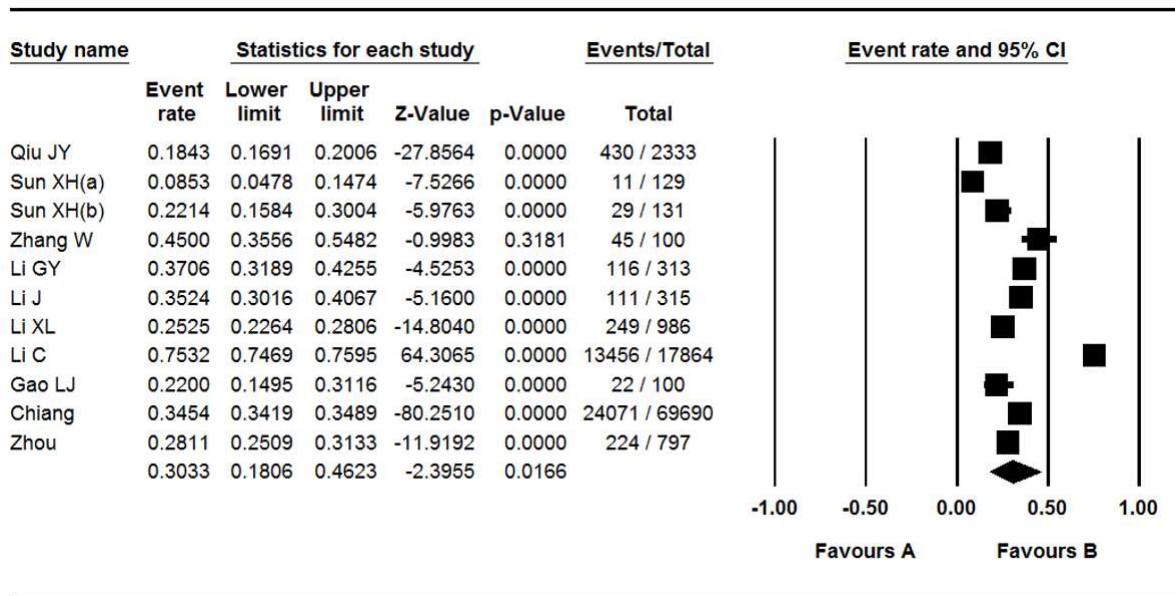 Study name Statistics for each study Events/Total Event rate and 95% CI
Event Lower Upper
rate limit limit Z-Value p-Value Total
Qiu JY 0.1843 0.1691 0.2006 -27.8564 0.0000 430 / 2333
Sun XH(a) 0.0853 0.0478 0.1474 -7.5266 0.0000 11 / 129
Sun XH(b) 0.2214 0.1584 0.3004 -5.9763 0.0000 29 / 131
Zhang W 0.4500 0.3556 0.5482 -0.9983 0.3181 45 / 100
Li GY 0.3706 0.3189 0.4255 -4.5253 0.0000 116 / 313
Li J 0.3524 0.3016 0.4067 -5.1600 0.0000 111 / 315
Li XL 0.2525 0.2264 0.2806 -14.8040 0.0000 249 / 986
Li C 0.7532 0.7469 0.7595 64.3065 0.0000 13456 / 17864
Gao LJ 0.2200 0.1495 0.3116 -5.2430 0.0000 22 / 100
Chiang 0.3454 0.3419 0.3489 -80.2510 0.0000 24071 / 69690
Zhou 0.2811 0.2509 0.3133 -11.9192 0.0000 224 / 797
0.3033 0.1806 0.4623 -2.3955 0.0166
-1.00 -0.50 0.00 0.50 1.00
Favours A Favours B